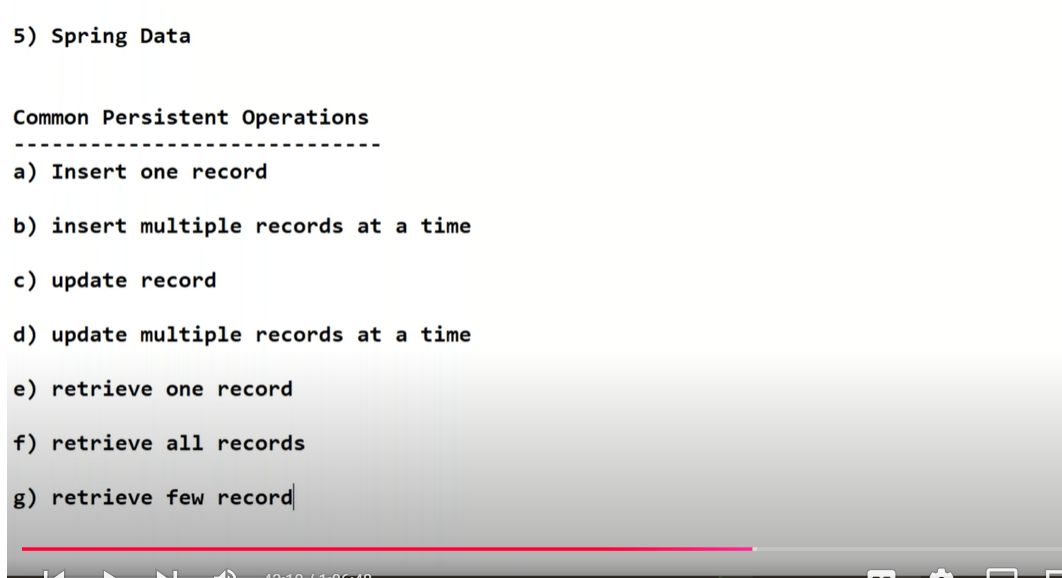 5) Spring Data
Common Persistent Operations
-----------------------------
a) Insert one record
b) insert multiple records at a time
c) update record
d) update multiple records at a time
e) retrieve one record
f) retrieve all records
g) retrieve few record